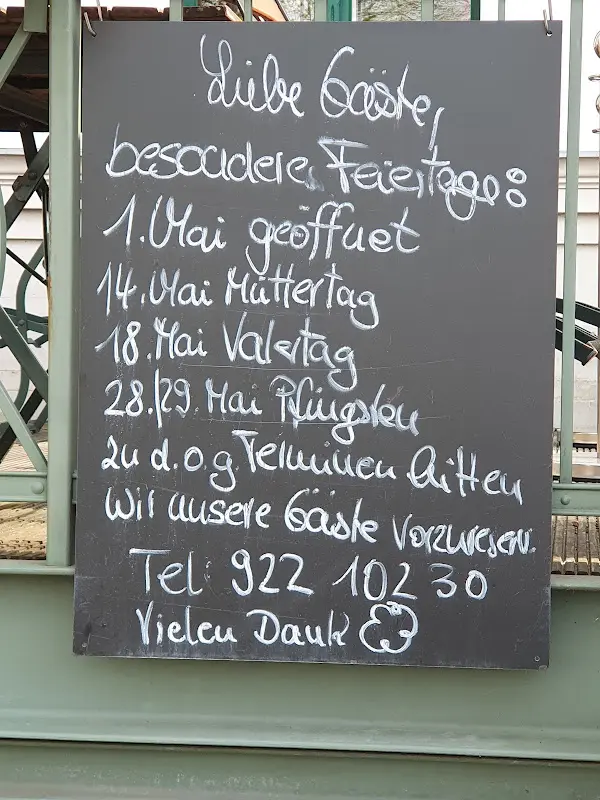 Liebe Gäste,
besondere Feiertage:
1. Mai geöffnet
14. Mai Muttertag
18. Mai Vatertag
28./29. Mai Pfingsten
zu d.o.g. Terminen bitten
wir unsere Gäste vorzureserv.
Tel: 922 102 30
Vielen Dank